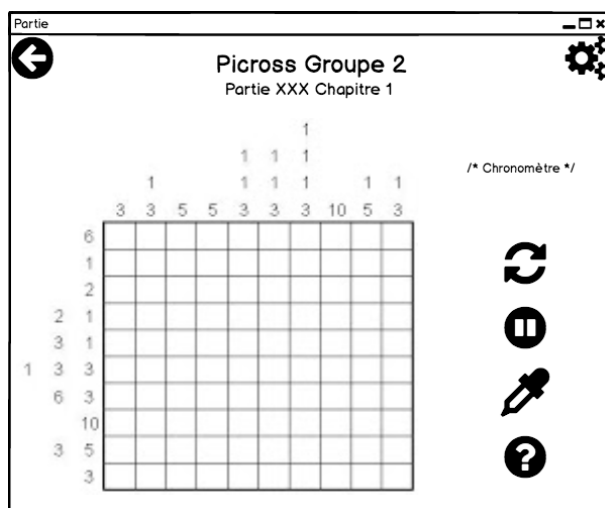 Partie
Picross Groupe 2
Partie XXX Chapitre 1
/* Chronomètre */
1
1 1 1
1 1 1 1 1 1
3 3 5 5 3 3 3 10 5 3
6
1
2
2 1
3 1
1 3 3
6 3
10
3 5
3